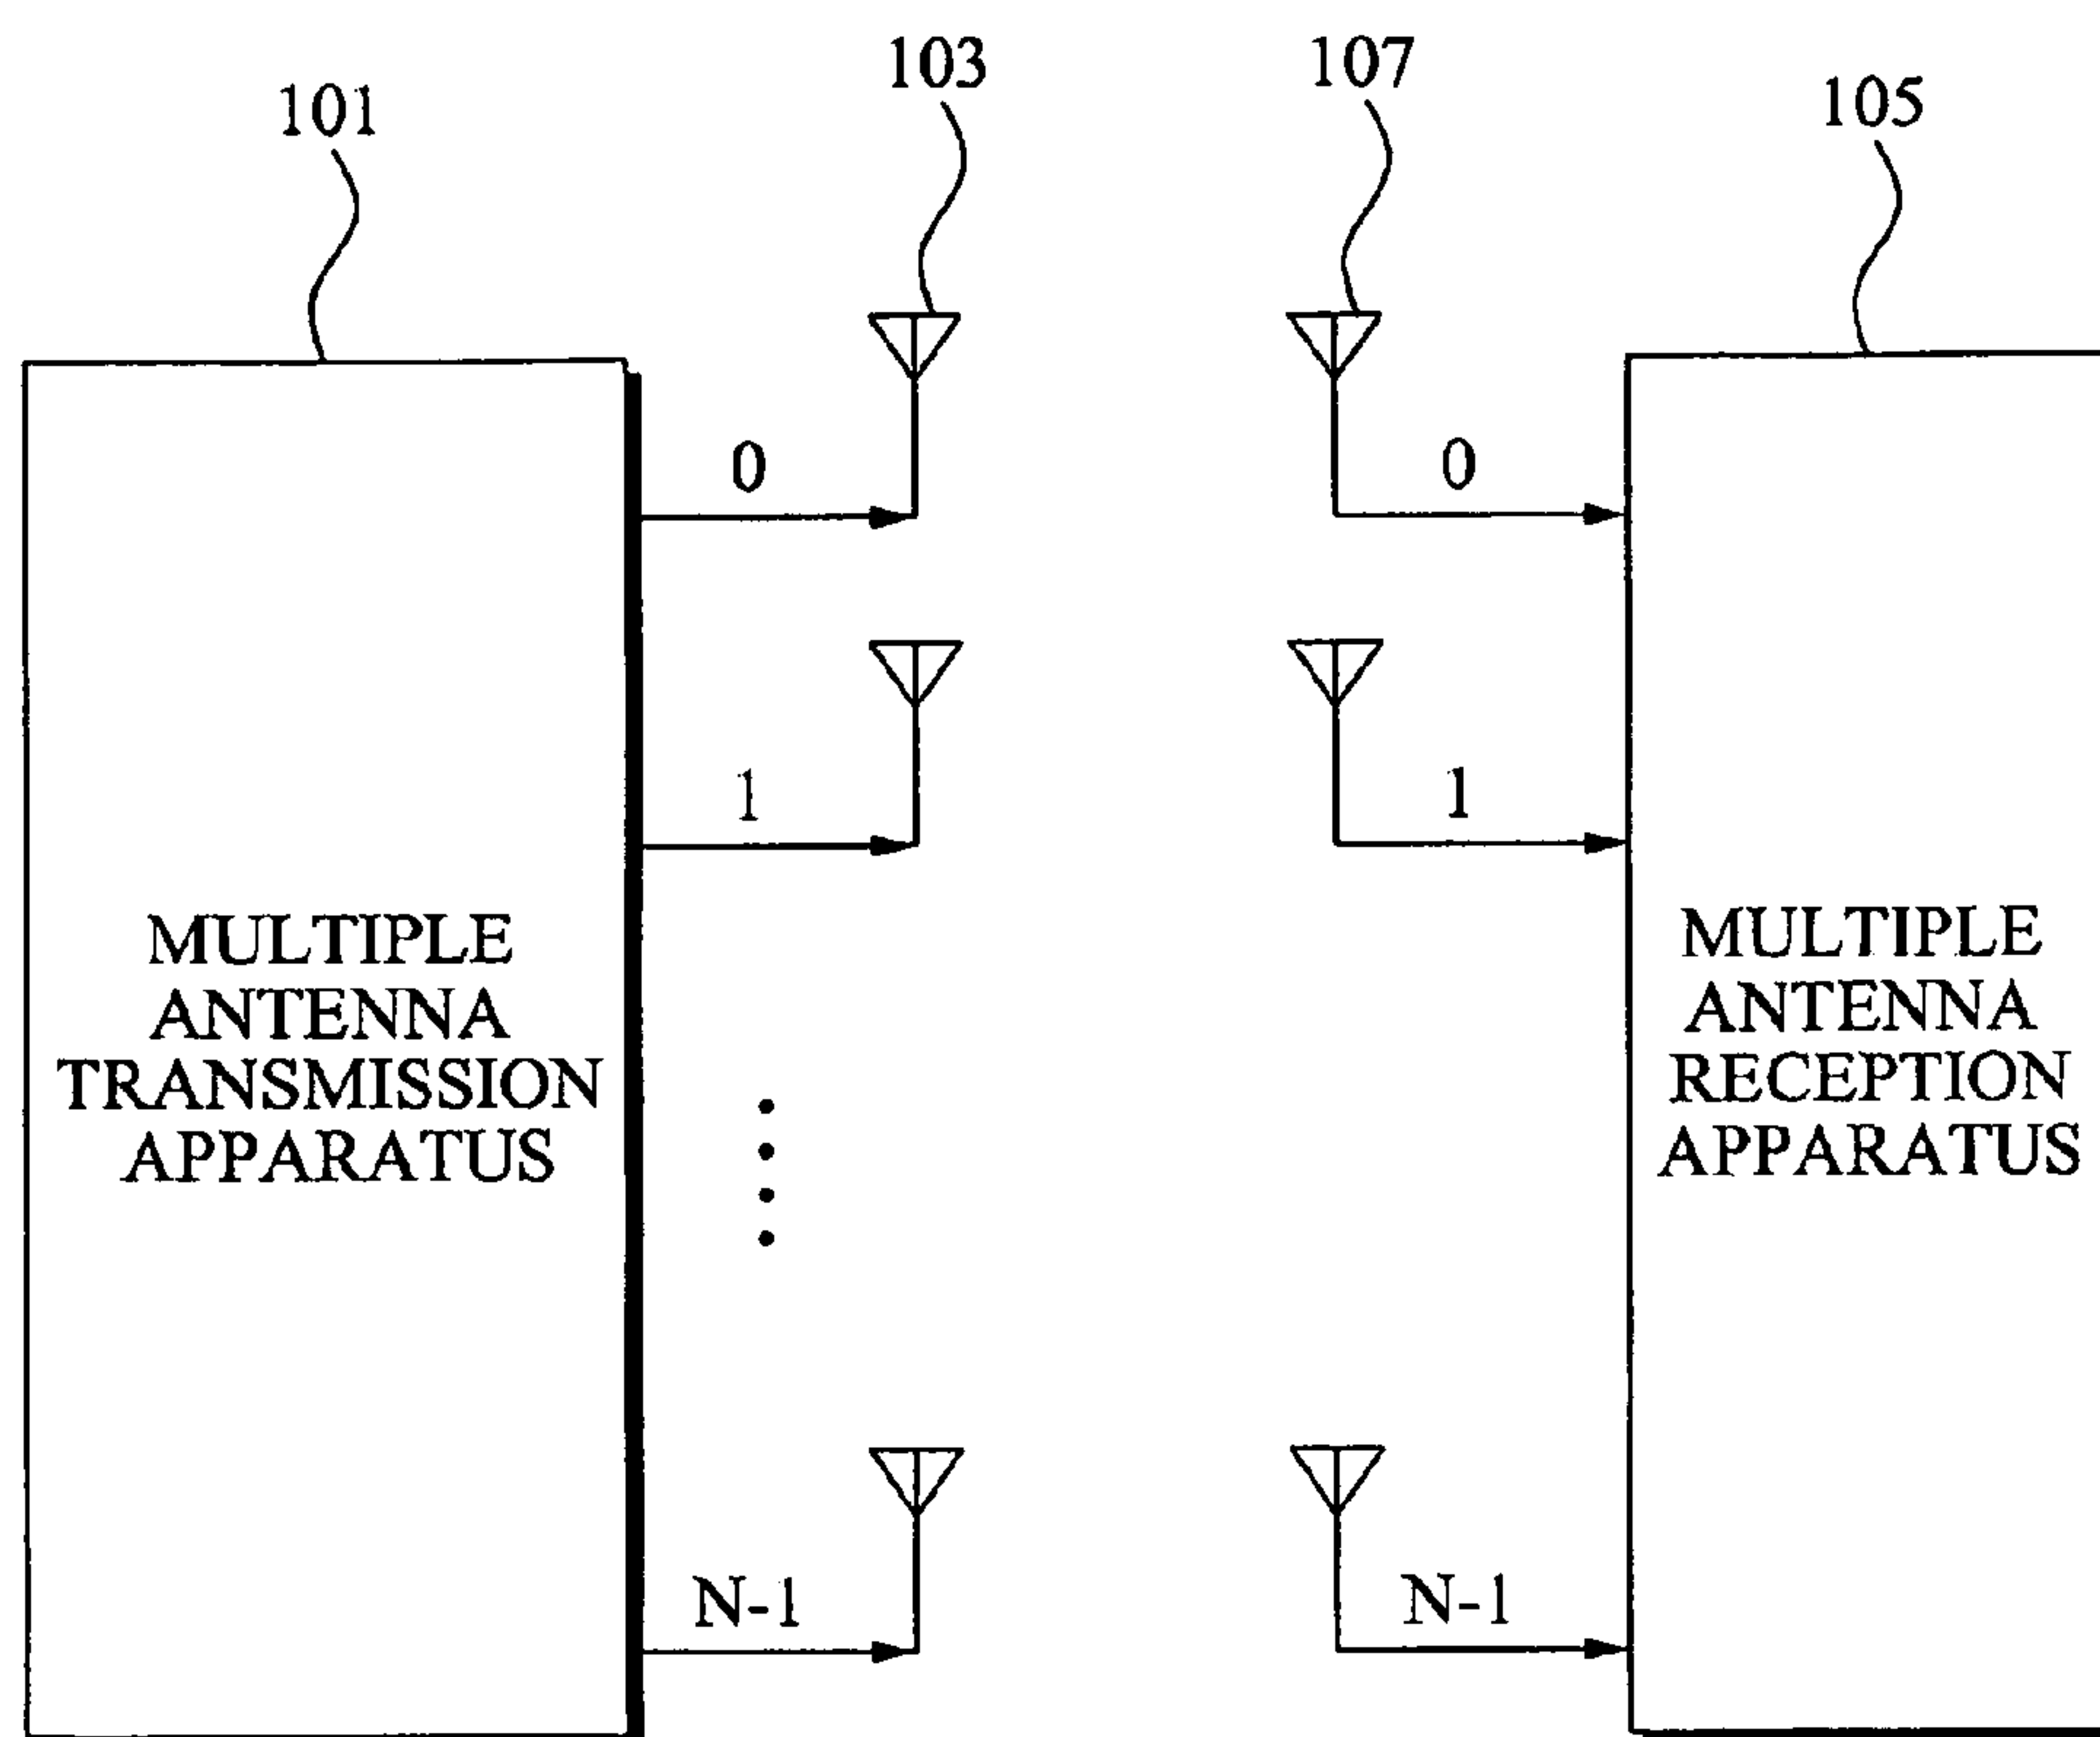 103
107
101
105
0
0
1
1
MULTIPLE
ANTENNA
TRANSMISSION
APPARATUS
MULTIPLE
ANTENNA
RECEPTION
APPARATUS
N-1
N-1